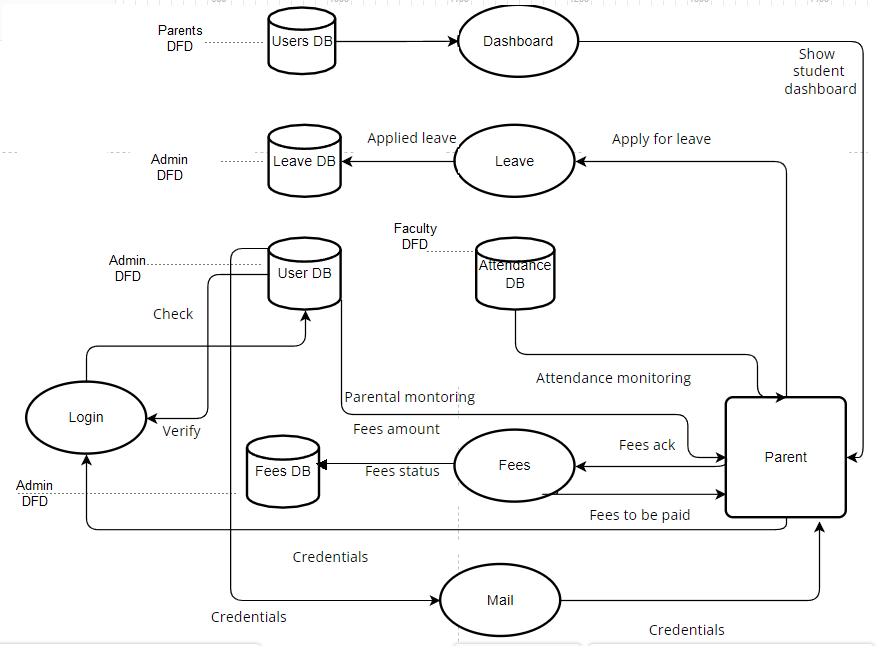 Parents
DFD
Users DB
Dashboard
Show
student
dashboard
Admin
DFD
Leave DB
Applied leave
Leave
Apply for leave
Faculty
DFD
Admin
DFD
User DB
Attendance
DB
Check
Attendance monitoring
Parental montoring
Login
Verify
Fees amount
Fees ack
Parent
Fees DB
Fees status
Fees
Admin
DFD
Fees to be paid
Credentials
Mail
Credentials
Credentials